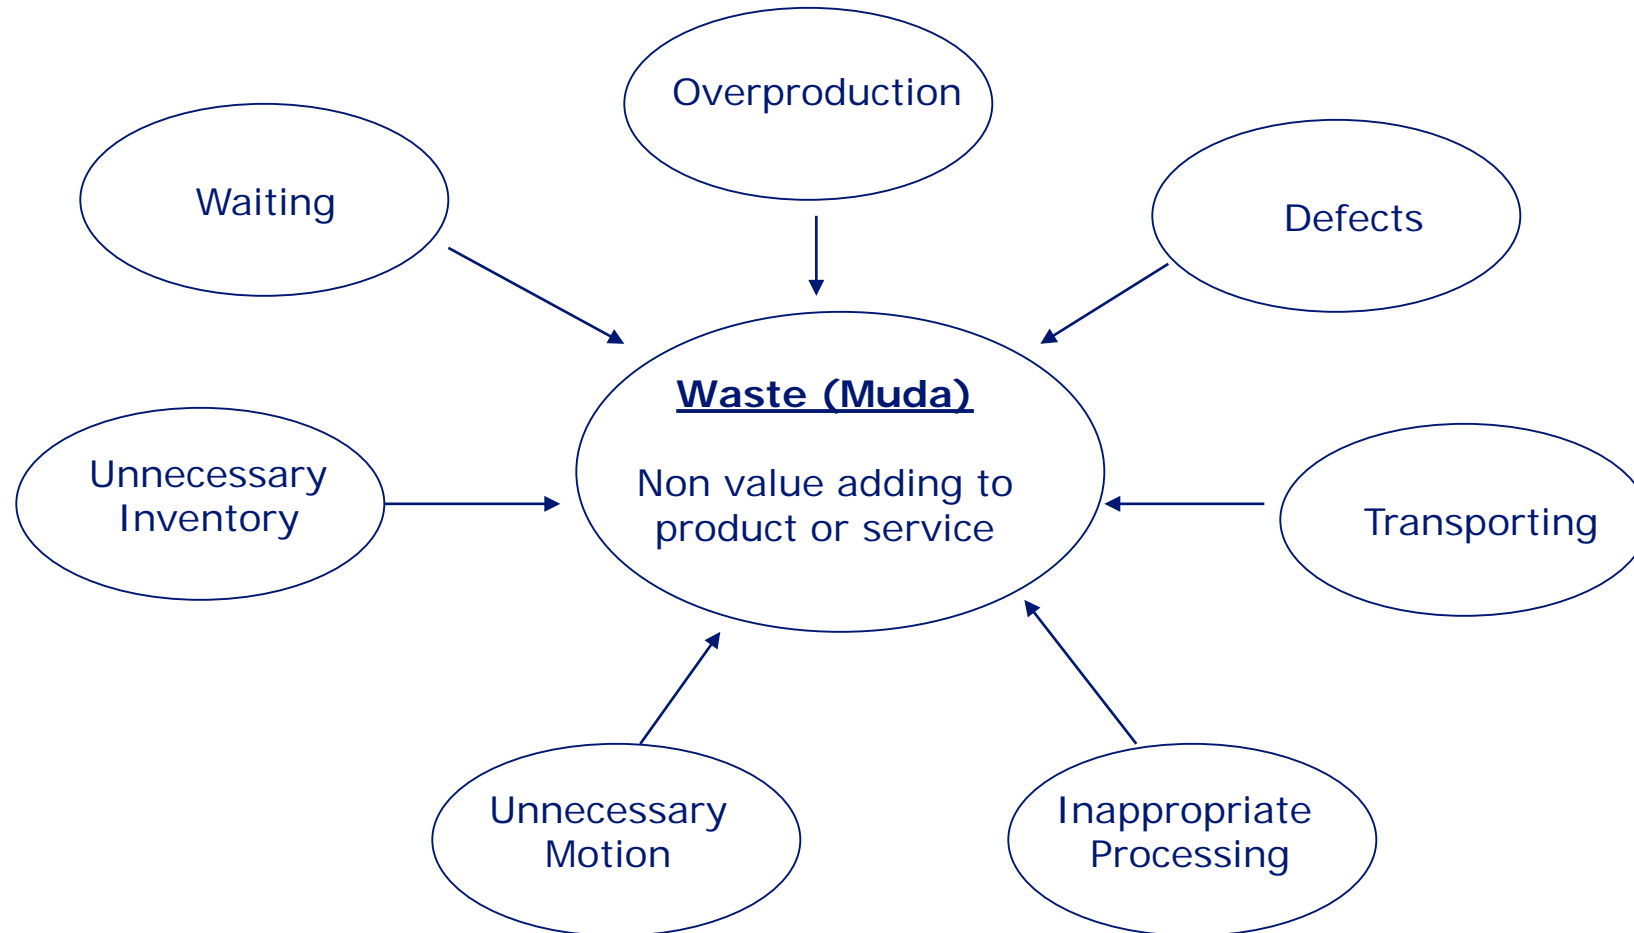 Overproduction
Waiting
Defects
Waste (Muda)
Non value adding to
product or service
Unnecessary
Inventory
Transporting
Unnecessary
Motion
Inappropriate
Processing